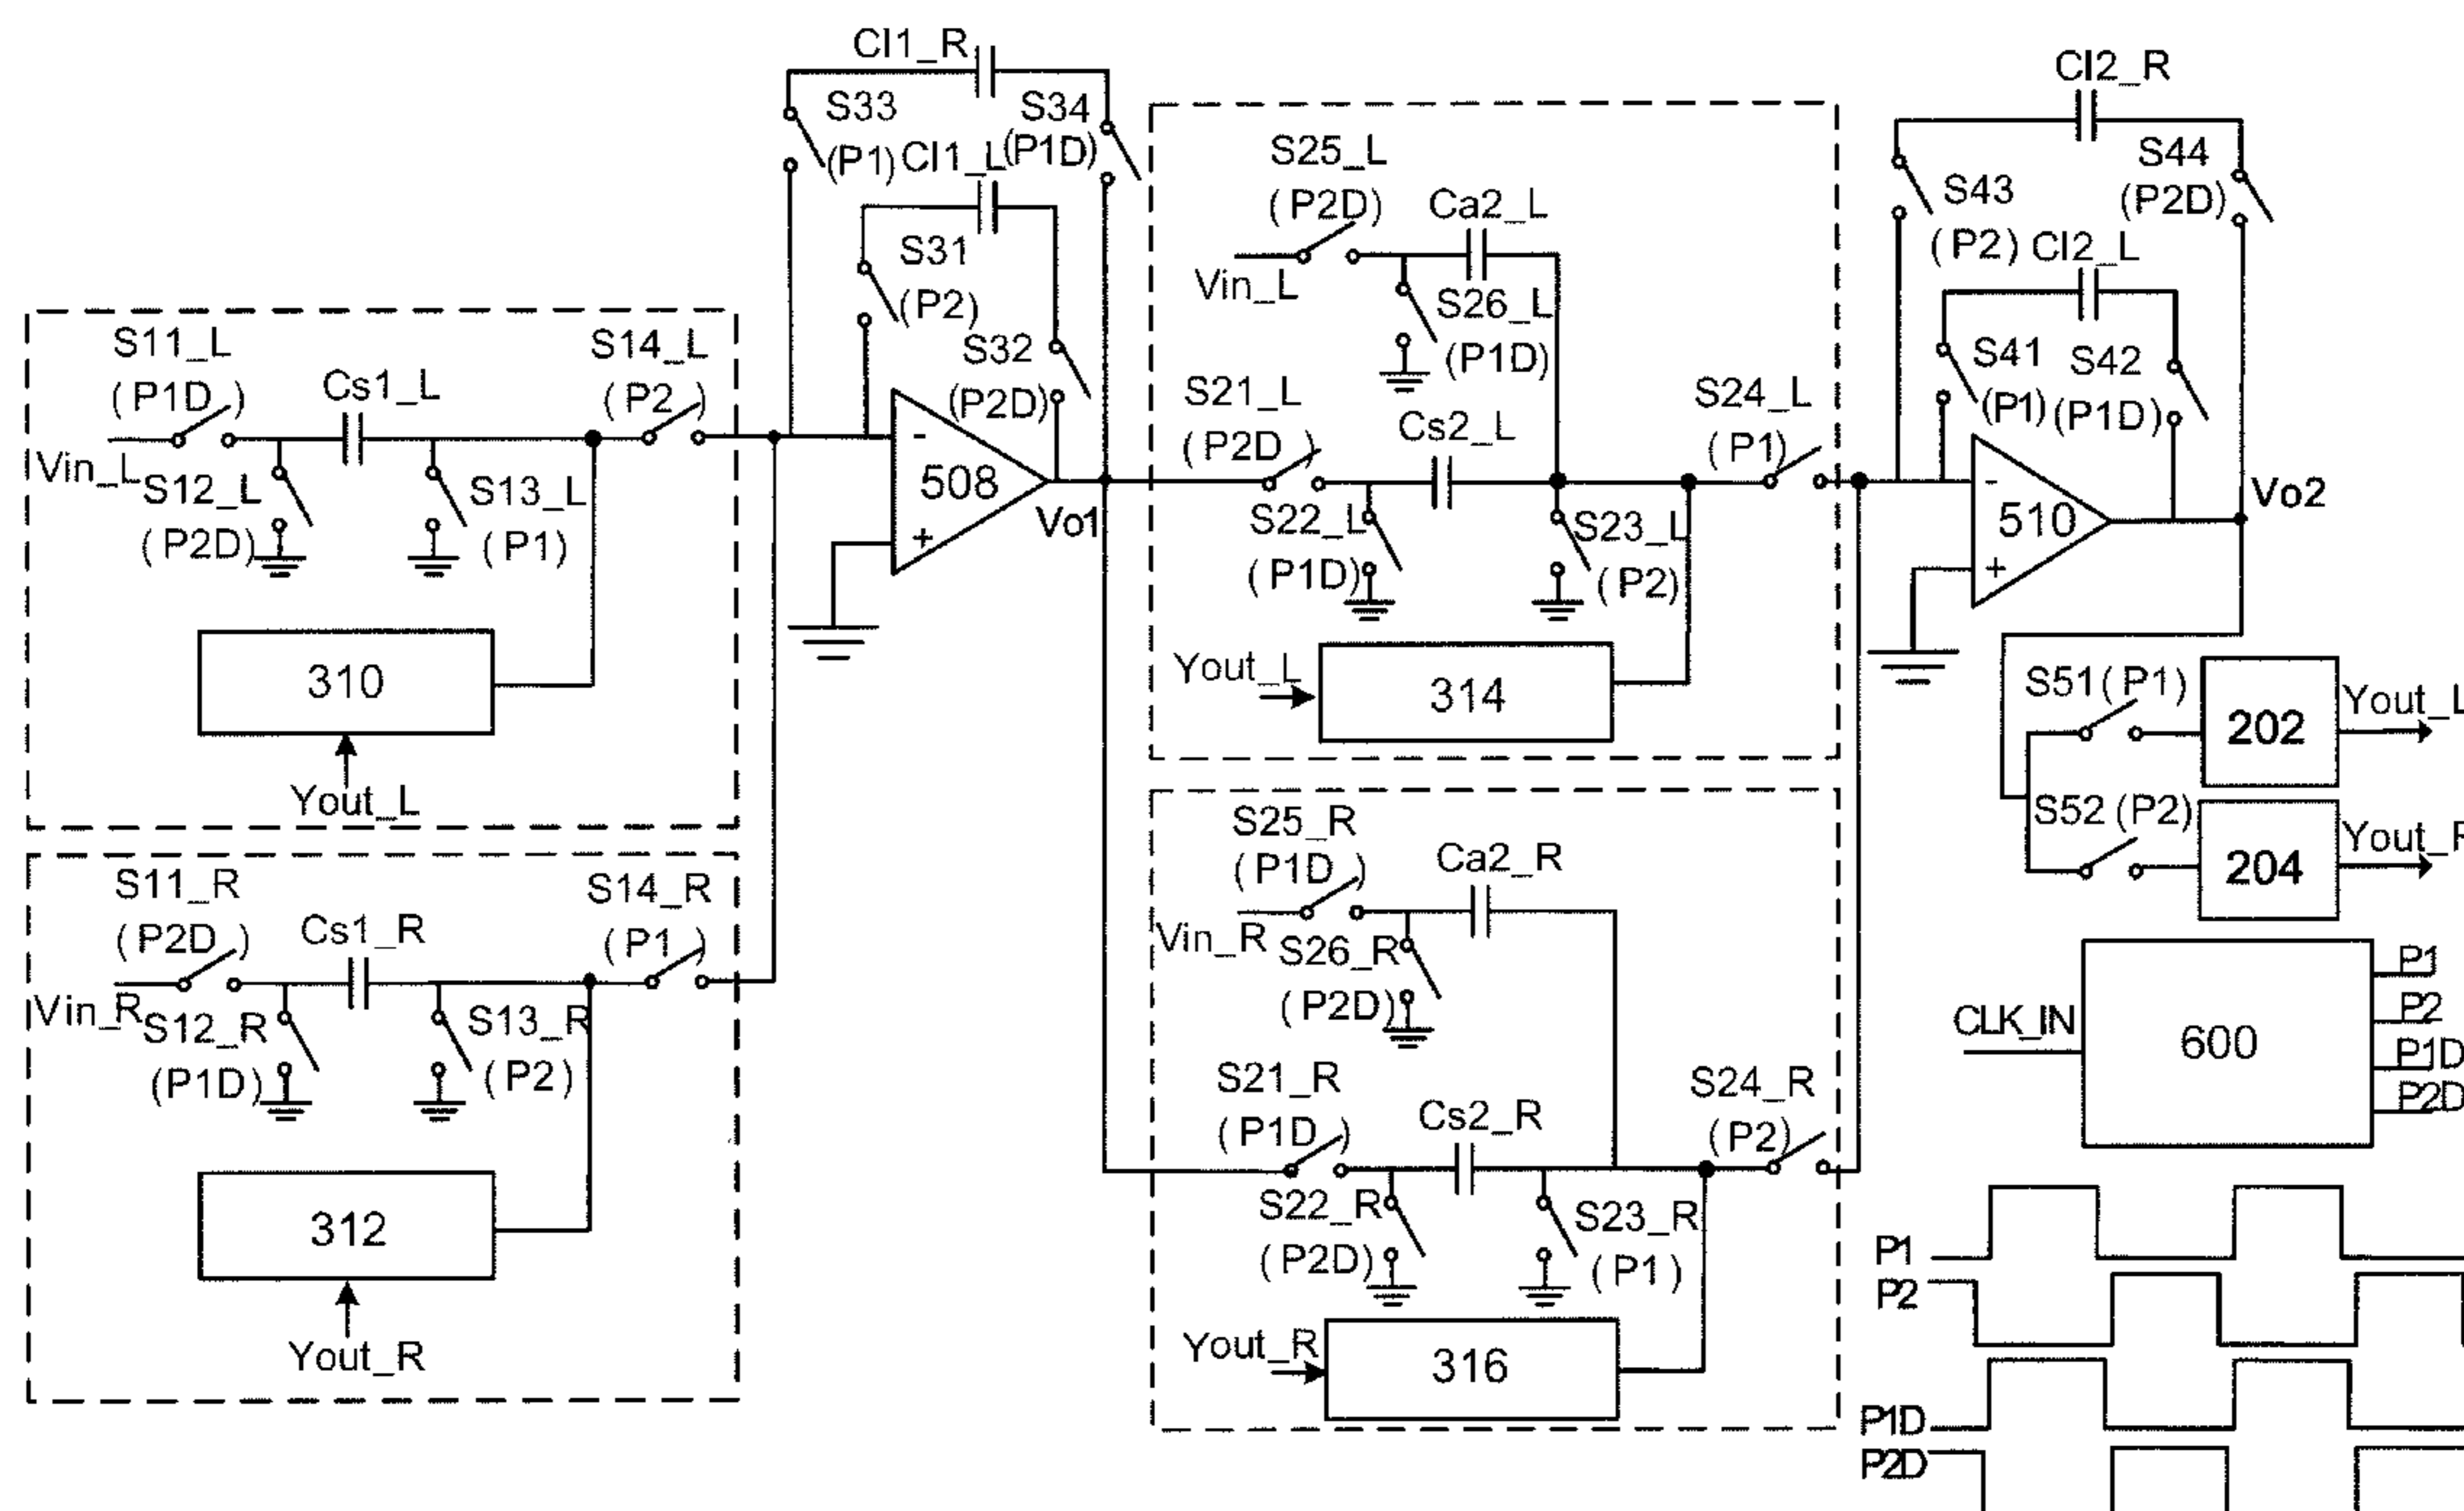 CI1_R
S33
(P1)
S34
(P1D)
CI1_L
S31
(P2)
S32
(P2D)
508
-
+
Vo1
S11_L
(P1D)
Cs1_L
S14_L
(P2)
Vin_L
S12_L
(P2D)
S13_L
(P1)
310
Yout_L
S11_R
(P2D)
Cs1_R
S14_R
(P1)
Vin_R
S12_R
(P1D)
S13_R
(P2)
312
Yout_R
S25_L
(P2D)
Ca2_L
Vin_L
S26_L
(P1D)
S21_L
(P2D)
Cs2_L
S24_L
(P1)
S22_L
(P1D)
S23_L
(P2)
Yout_L
314
S25_R
(P1D)
Ca2_R
Vin_R
S26_R
(P2D)
S21_R
(P1D)
Cs2_R
S24_R
(P2)
S22_R
(P2D)
S23_R
(P1)
Yout_R
316
CI2_R
S43
(P2)
S44
(P2D)
CI2_L
S41
(P1)
S42
(P1D)
510
-
+
Vo2
S51(P1)
202
Yout_L
S52(P2)
204
Yout_R
CLK_IN
600
P1
P2
P1D
P2D
P1
P2
P1D
P2D